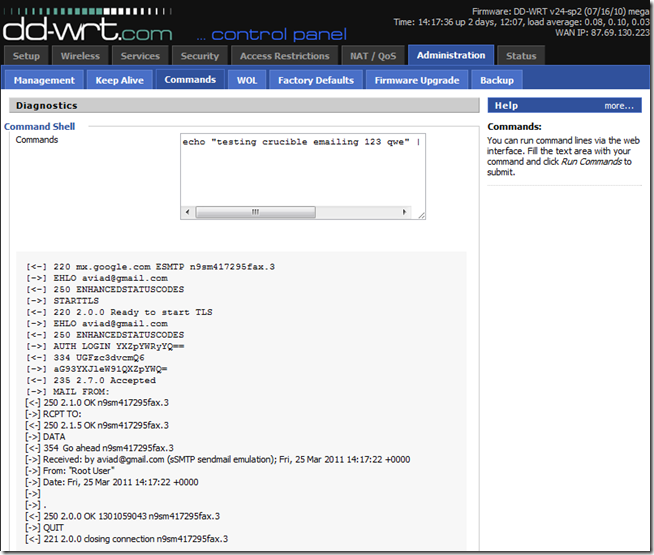 dd-wrt.com ... control panel
Firmware: DD-WRT v24-sp2 (07/16/10) mega
Time: 14:17:36 up 2 days, 12:07, load average: 0.08, 0.10, 0.03
WAN IP: 87.69.130.223
Setup Wireless Services Security Access Restrictions NAT / QoS Administration Status
Management Keep Alive Commands WOL Factory Defaults Firmware Upgrade Backup
Diagnostics
Command Shell
Commands
echo "testing crucible emailing 123 qwe" |
[<-] 220 mx.google.com ESMTP n9sm417295fax.3
[->] EHLO aviad@gmail.com
[<-] 250 ENHANCEDSTATUSCODES
[->] STARTTLS
[<-] 220 2.0.0 Ready to start TLS
[->] EHLO aviad@gmail.com
[<-] 250 ENHANCEDSTATUSCODES
[->] AUTH LOGIN YXZpYWRyYQ==
[<-] 334 UGFzc3dvcmQ6
[->] aG93YXJleW91QXZpYWQ=
[<-] 235 2.7.0 Accepted
[->] MAIL FROM:
[<-] 250 2.1.0 OK n9sm417295fax.3
[->] RCPT TO:
[<-] 250 2.1.5 OK n9sm417295fax.3
[->] DATA
[<-] 354 Go ahead n9sm417295fax.3
[->] Received: by aviad@gmail.com (sSMTP sendmail emulation); Fri, 25 Mar 2011 14:17:22 +0000
[->] From: "Root User"
[->] Date: Fri, 25 Mar 2011 14:17:22 +0000
[->]
[->] .
[<-] 250 2.0.0 OK 1301059043 n9sm417295fax.3
[->] QUIT
[<-] 221 2.0.0 closing connection n9sm417295fax.3
Help more...
Commands:
You can run command lines via the web
interface. Fill the text area with your
command and click Run Commands to
submit.